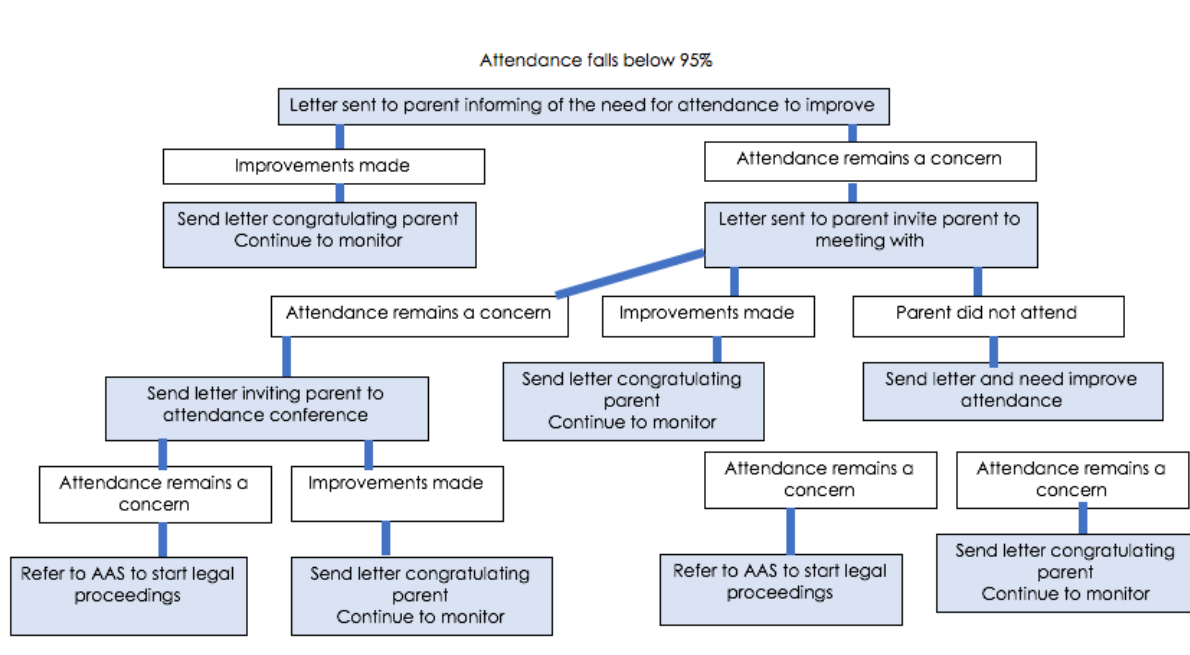 Attendance falls below 95%
Letter sent to parent informing of the need for attendance to improve
Improvements made
Attendance remains a concern
Send letter congratulating parent
Continue to monitor
Letter sent to parent invite parent to
meeting with
Attendance remains a concern
Improvements made
Parent did not attend
Send letter inviting parent to
attendance conference
Send letter congratulating
parent
Continue to monitor
Send letter and need improve
attendance
Attendance remains a
concern
Improvements made
Attendance remains a
concern
Attendance remains a
concern
Refer to AAS to start legal
proceedings
Send letter congratulating
parent
Continue to monitor
Refer to AAS to start legal
proceedings
Send letter congratulating
parent
Continue to monitor